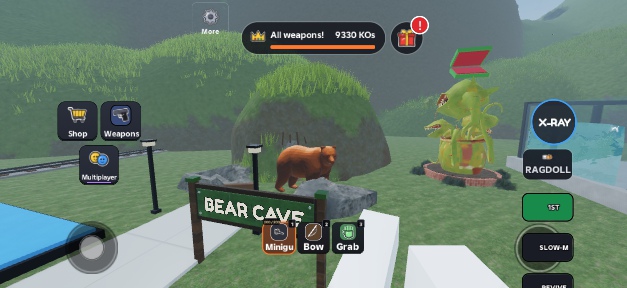 More
All weapons! 9330 KOs
!
Shop
Weapons
Multiplayer
X-RAY
RAGDOLL
BEAR CAVE
1ST
1
2
3
Minigu
Bow
Grab
SLOW-M